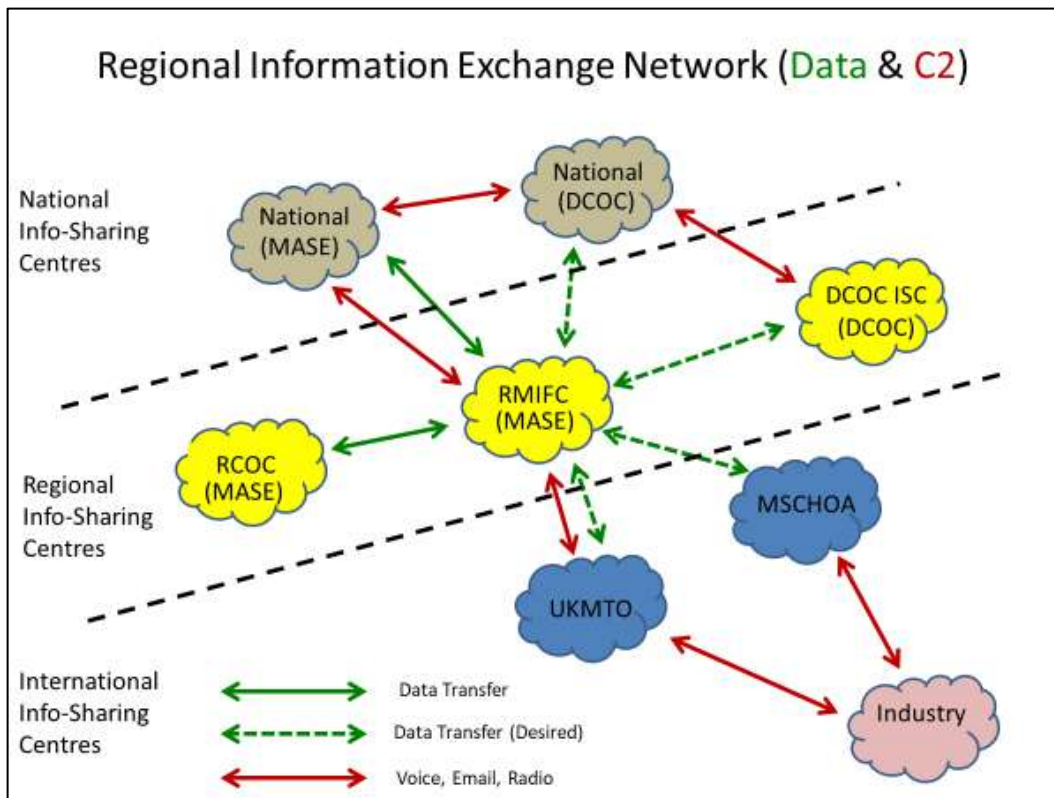 Regional Information Exchange Network (Data & C2)
National
Info-Sharing
Centres
National
(MASE)
National
(DCOC)
DCOC ISC
(DCOC)
RMIFC
(MASE)
RCOC
(MASE)
Regional
Info-Sharing
Centres
MSCHOA
UKMTO
Industry
International
Info-Sharing
Centres
Data Transfer
Data Transfer (Desired)
Voice, Email, Radio